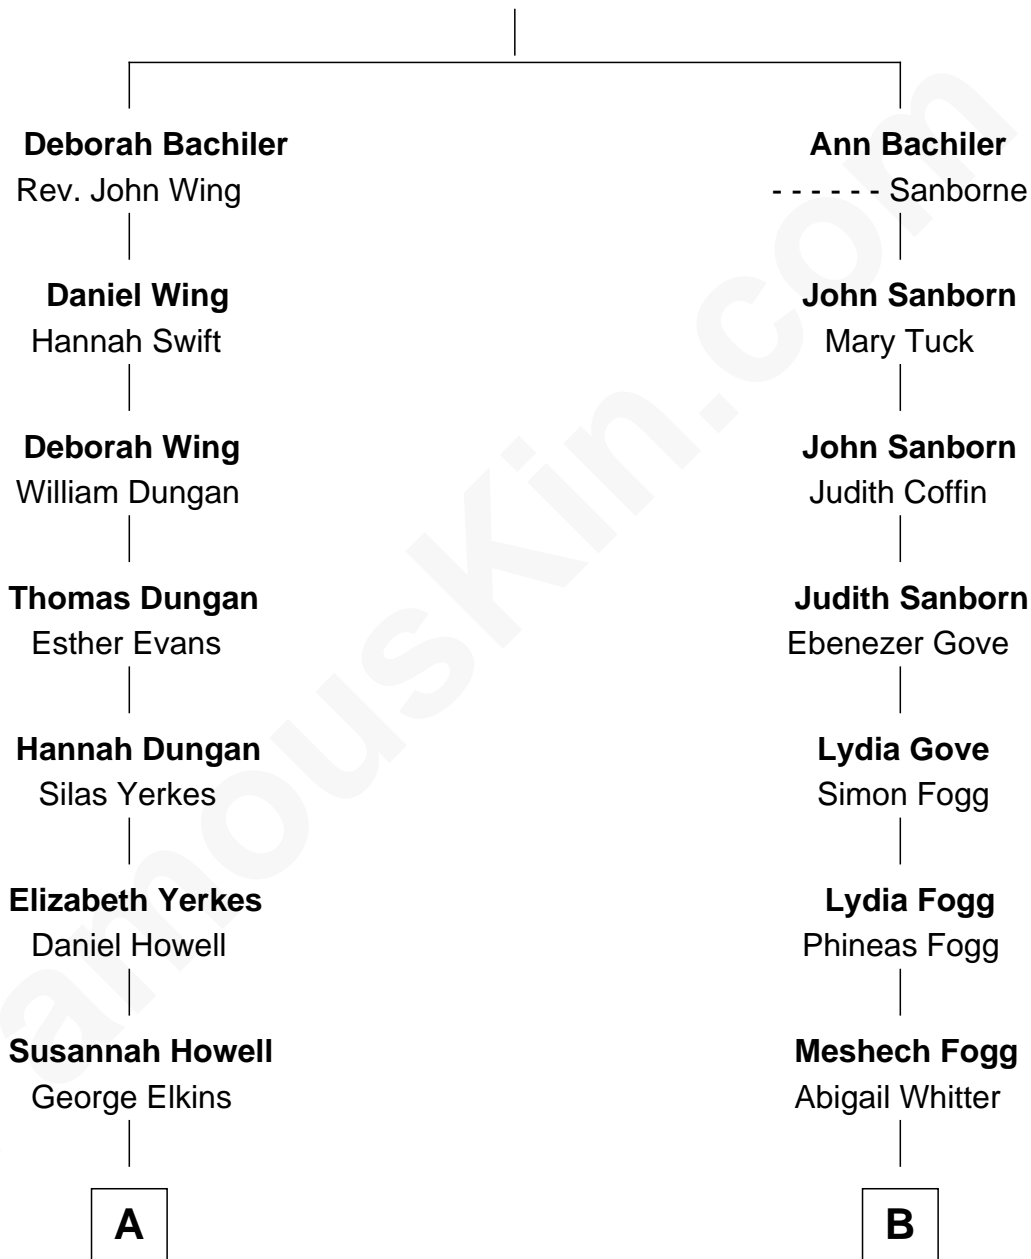 Deborah Bachiler
Rev. John Wing
Daniel Wing
Hannah Swift
Deborah Wing
William Dungan
Thomas Dungan
Esther Evans
Hannah Dungan
Silas Yerkes
Elizabeth Yerkes
Daniel Howell
Susannah Howell
George Elkins
A
Ann Bachiler
- - - - - - Sanborne
John Sanborn
Mary Tuck
John Sanborn
Judith Coffin
Judith Sanborn
Ebenezer Gove
Lydia Gove
Simon Fogg
Lydia Fogg
Phineas Fogg
Meshech Fogg
Abigail Whitter
B
amousKin.com